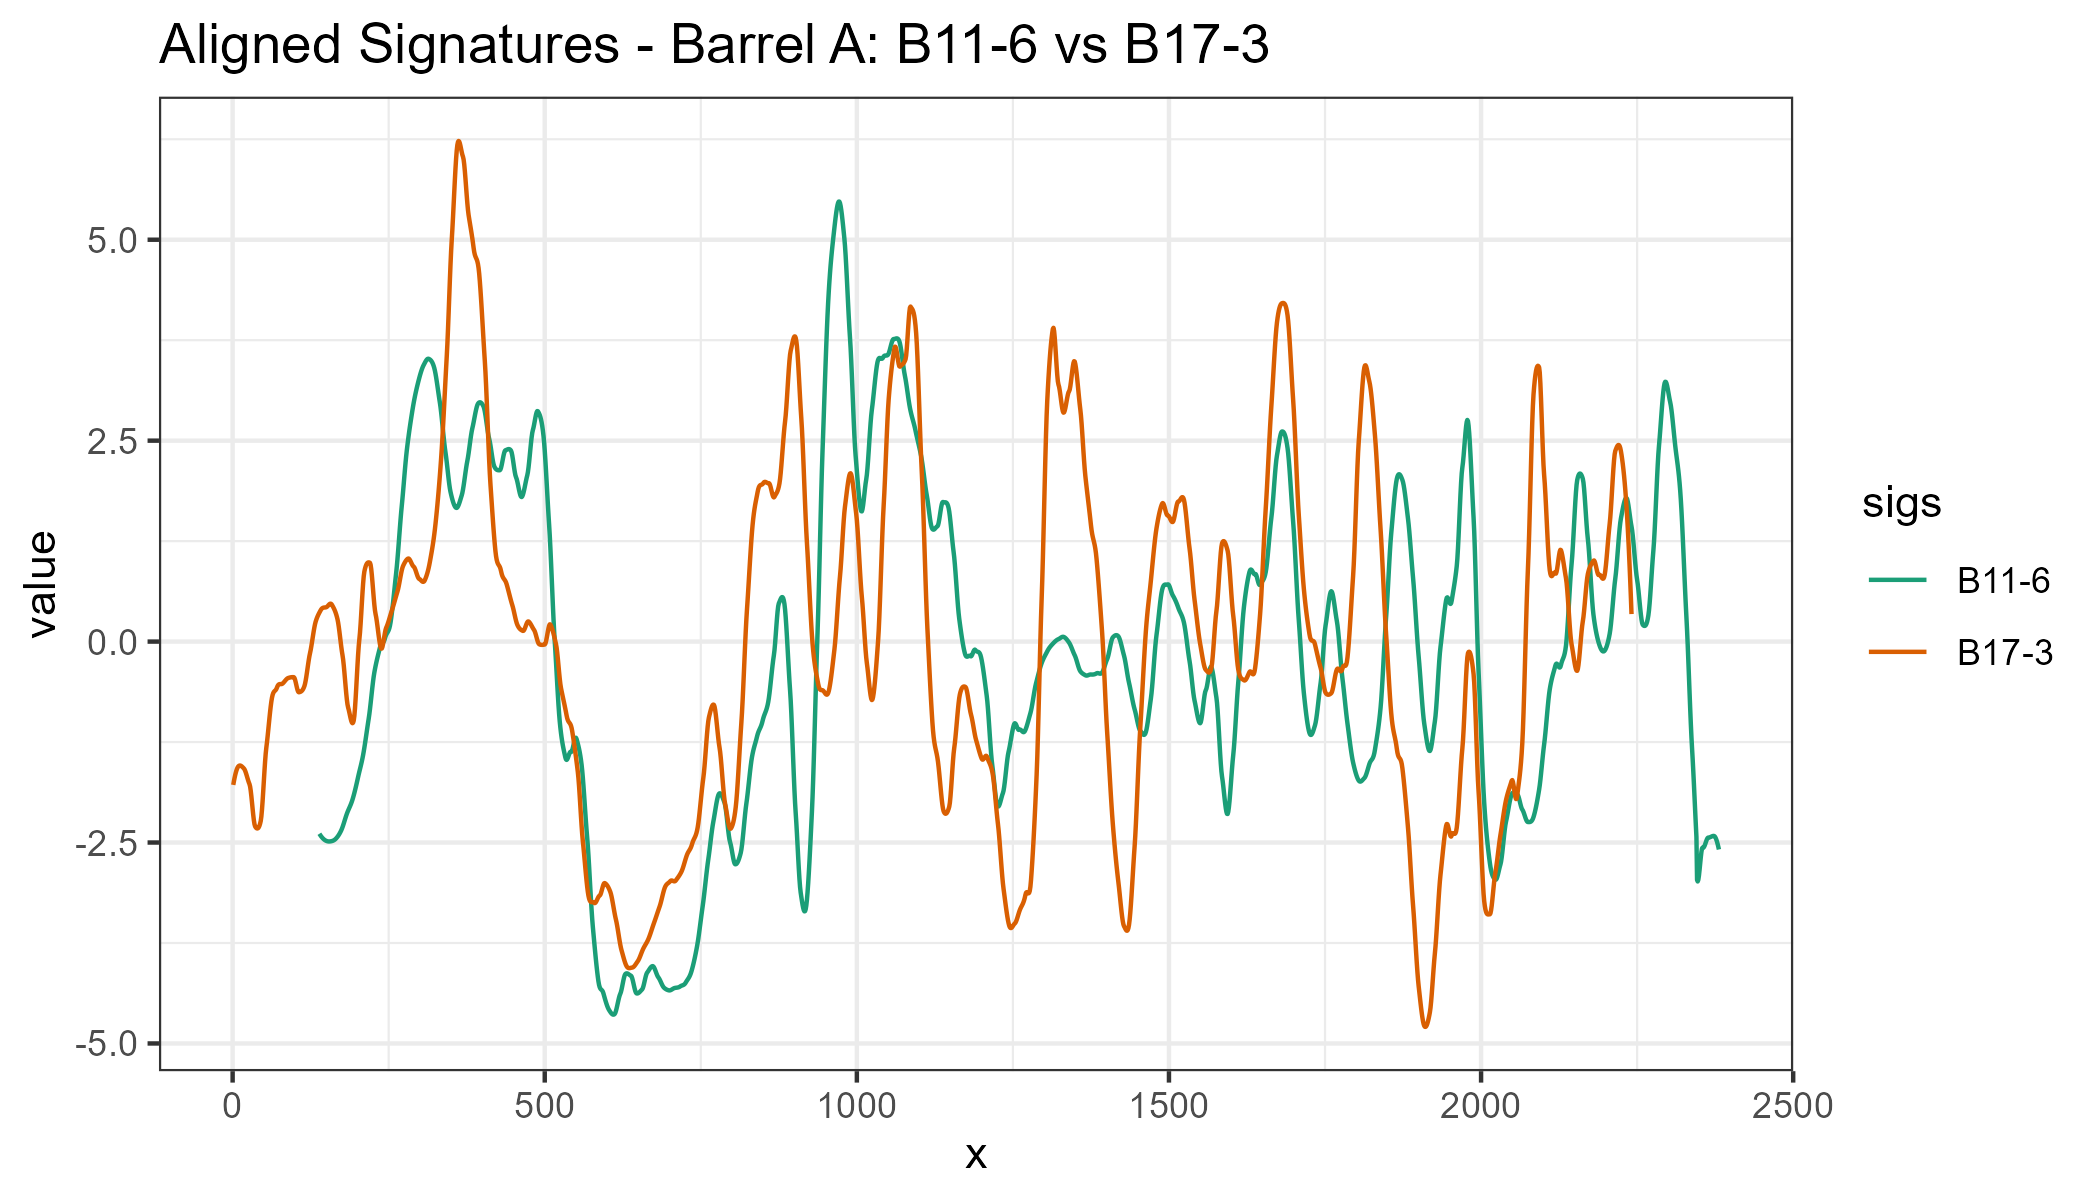 Aligned Signatures - Barrel A: B11-6 vs B17-3
value
5.0
2.5
0.0
-2.5
-5.0
0 500 1000 1500 2000 2500
x
sigs
B11-6
B17-3